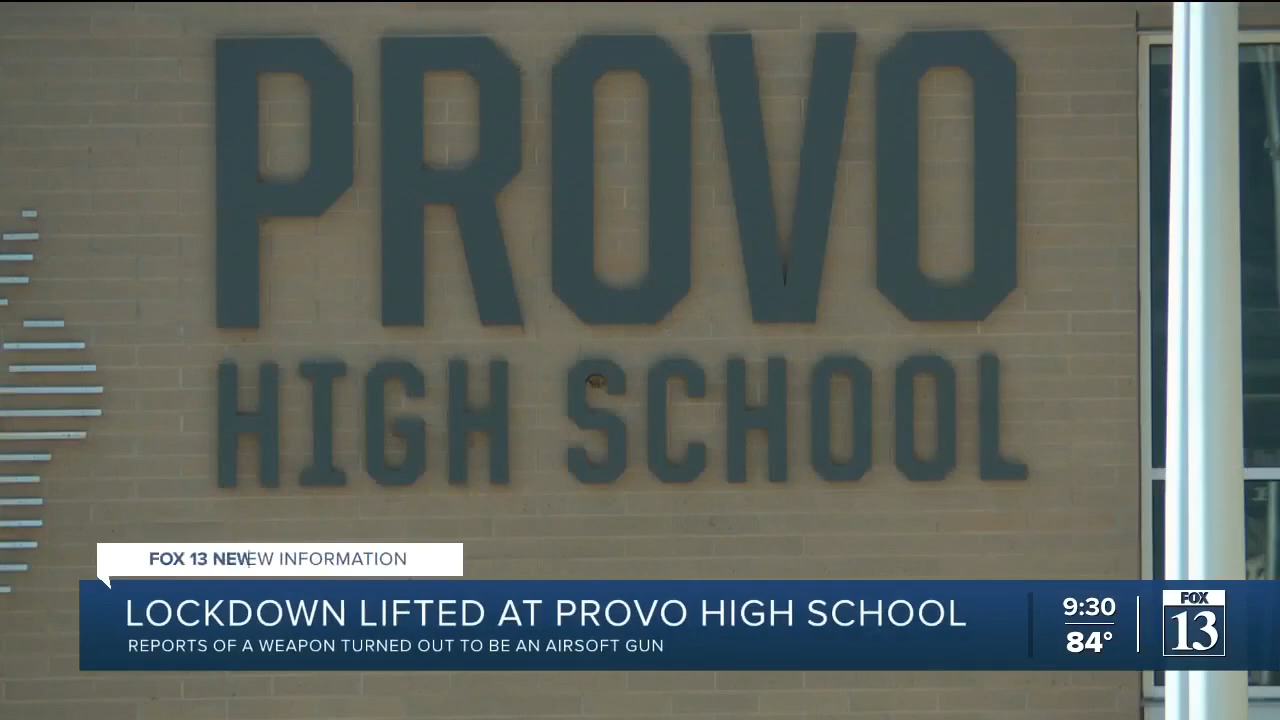 PROVO
HIGH SCHOOL
FOX 13 NEWEW INFORMATION
LOCKDOWN LIFTED AT PROVO HIGH SCHOOL
REPORTS OF A WEAPON TURNED OUT TO BE AN AIRSOFT GUN
9:30
84°
FOX
13